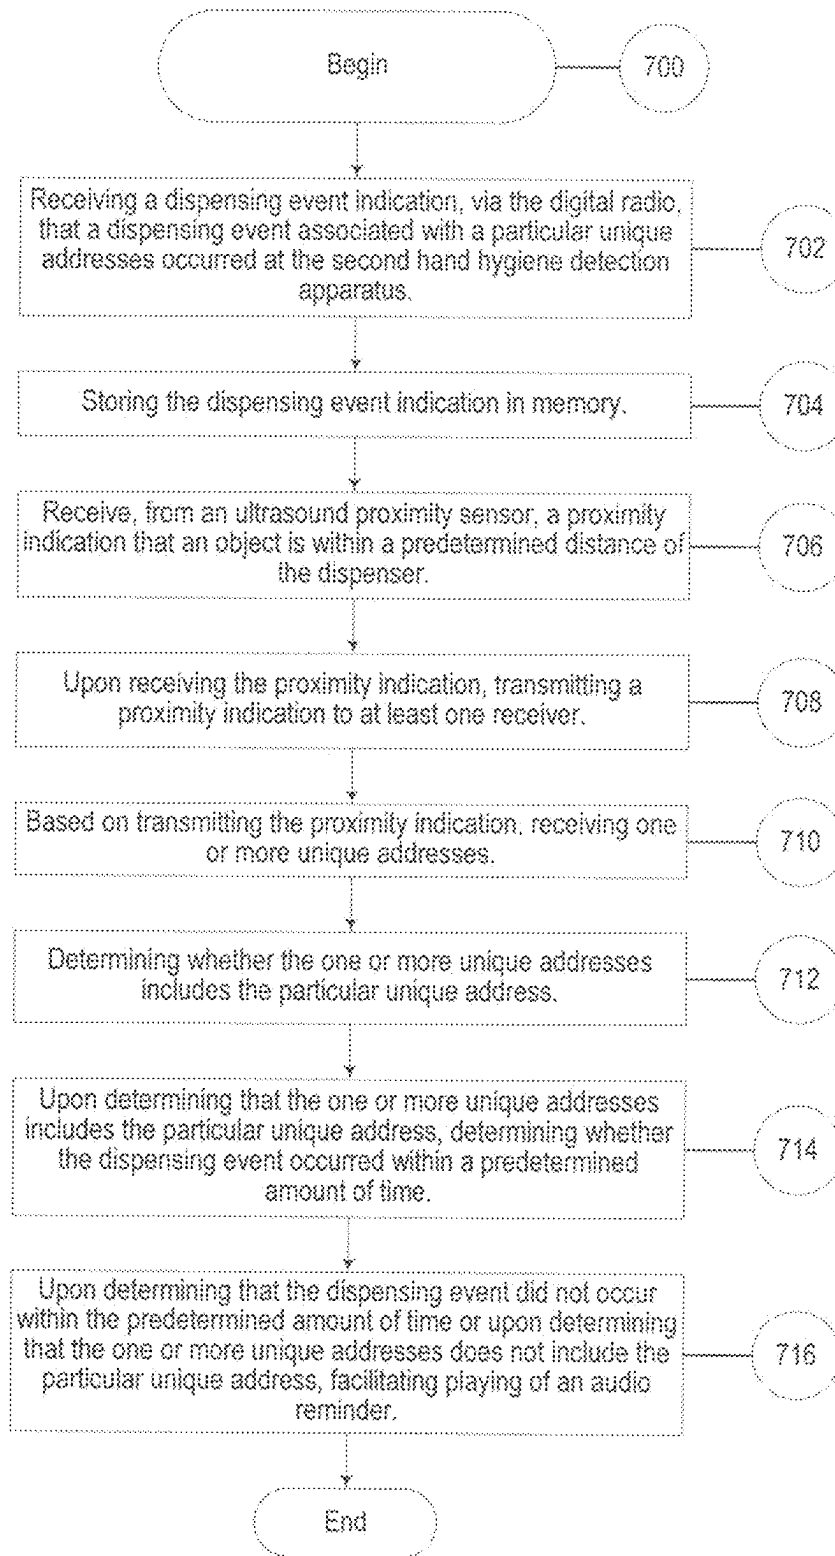 Begin
700
Receiving a dispensing event indication, via the digital radio,
that a dispensing event associated with a particular unique
addresses occurred at the second hand hygiene detection
apparatus.
702
Storing the dispensing event indication in memory.
704
Receive, from an ultrasound proximity sensor, a proximity
indication that an object is within a predetermined distance of
the dispenser.
706
Upon receiving the proximity indication, transmitting a
proximity indication to at least one receiver.
708
Based on transmitting the proximity indication, receiving one
or more unique addresses.
710
Determining whether the one or more unique addresses
includes the particular unique address.
712
Upon determining that the one or more unique addresses
includes the particular unique address, determining whether
the dispensing event occurred within a predetermined
amount of time.
714
Upon determining that the dispensing event did not occur
within the predetermined amount of time or upon determining
that the one or more unique addresses does not include the
particular unique address, facilitating playing of an audio
reminder.
716
End